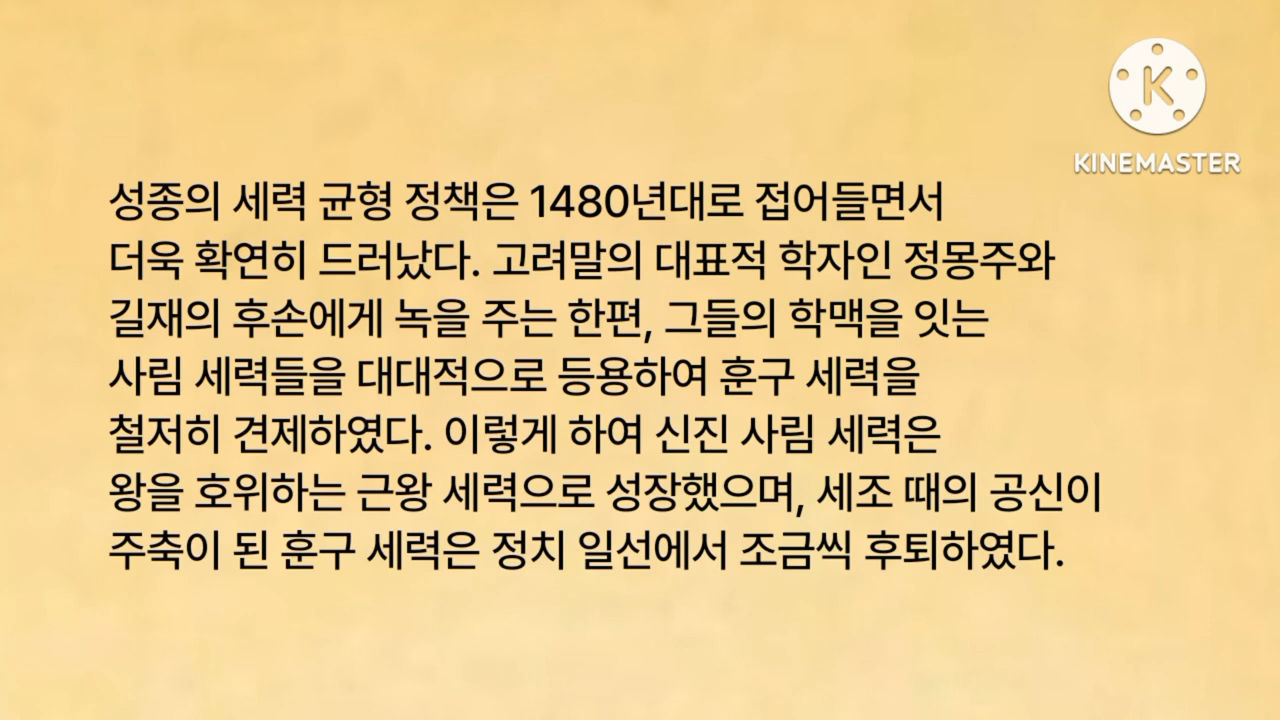 KINEMASTER
성종의 세력 균형 정책은 1480년대로 접어들면서
더욱 확연히 드러났다. 고려말의 대표적 학자인 정몽주와
길재의 후손에게 녹을 주는 한편, 그들의 학맥을 잇는
사림 세력들을 대대적으로 등용하여 훈구 세력을
철저히 견제하였다. 이렇게 하여 신진 사림 세력은
왕을 호위하는 근왕 세력으로 성장했으며, 세조 때의 공신이
주축이 된 훈구 세력은 정치 일선에서 조금씩 후퇴하였다.